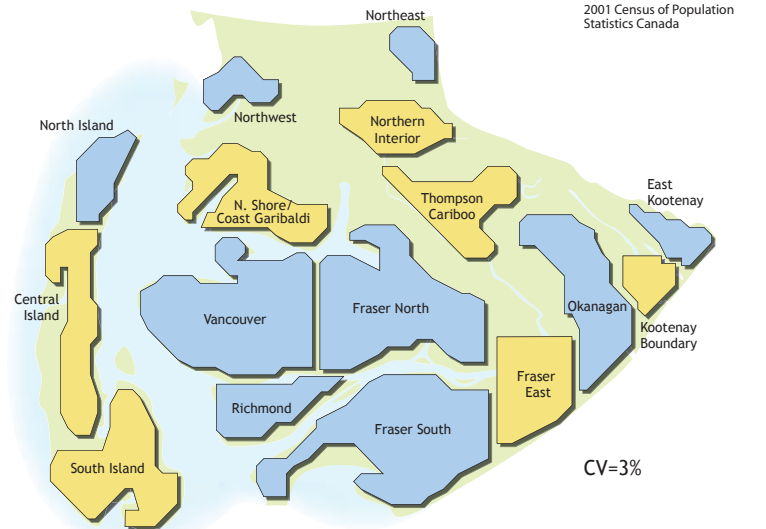 2001 Census of Population
Statistics Canada
Northeast
Northwest
North Island
Northern
Interior
N. Shore/
Coast Garibaldi
Thompson
Cariboo
East
Kootenay
Central
Island
Vancouver
Fraser North
Okanagan
Kootenay
Boundary
Richmond
Fraser
East
Fraser South
South Island
CV=3%